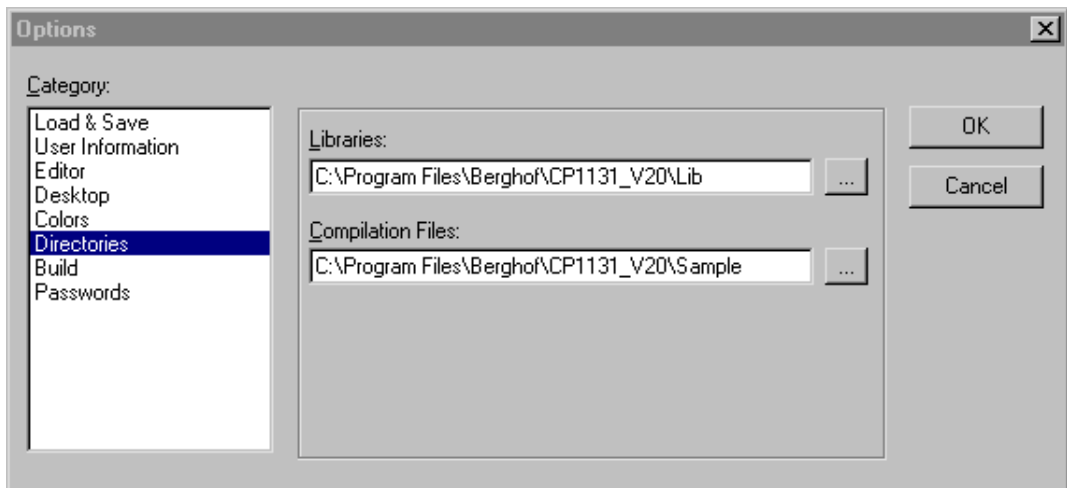 Options
Category:
Load & Save
User Information
Editor
Desktop
Colors
Directories
Build
Passwords
Libraries:
C:\Program Files\Berghof\CP1131_V20\Lib
...
Compilation Files:
C:\Program Files\Berghof\CP1131_V20\Sample
...
OK
Cancel